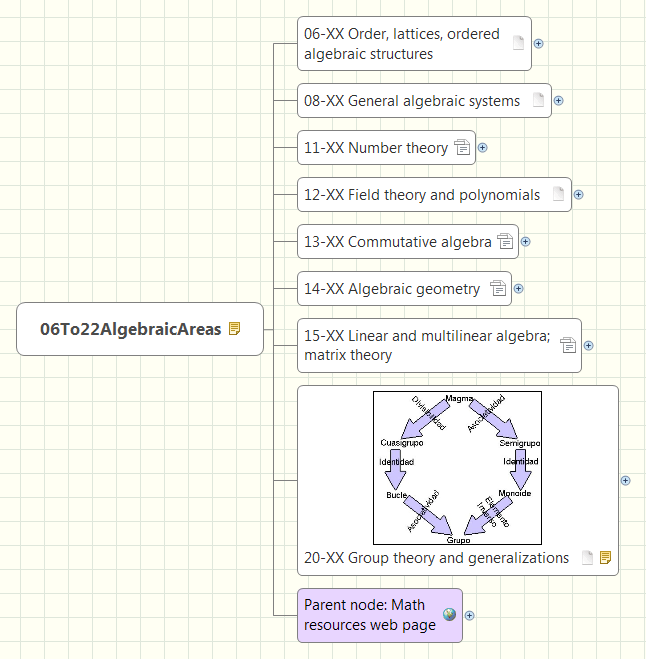 06-XX Order, lattices, ordered
algebraic structures
08-XX General algebraic systems
11-XX Number theory
12-XX Field theory and polynomials
13-XX Commutative algebra
14-XX Algebraic geometry
06To22AlgebraicAreas
15-XX Linear and multilinear algebra;
matrix theory
Magma
Divisibilidad
Asociatividad
Cuasigrupo
Semigrupo
Identidad
Identidad
Bucle
Monoide
Asociatividad
Elemento
Inverso
Grupo
20-XX Group theory and generalizations
Parent node: Math
resources web page